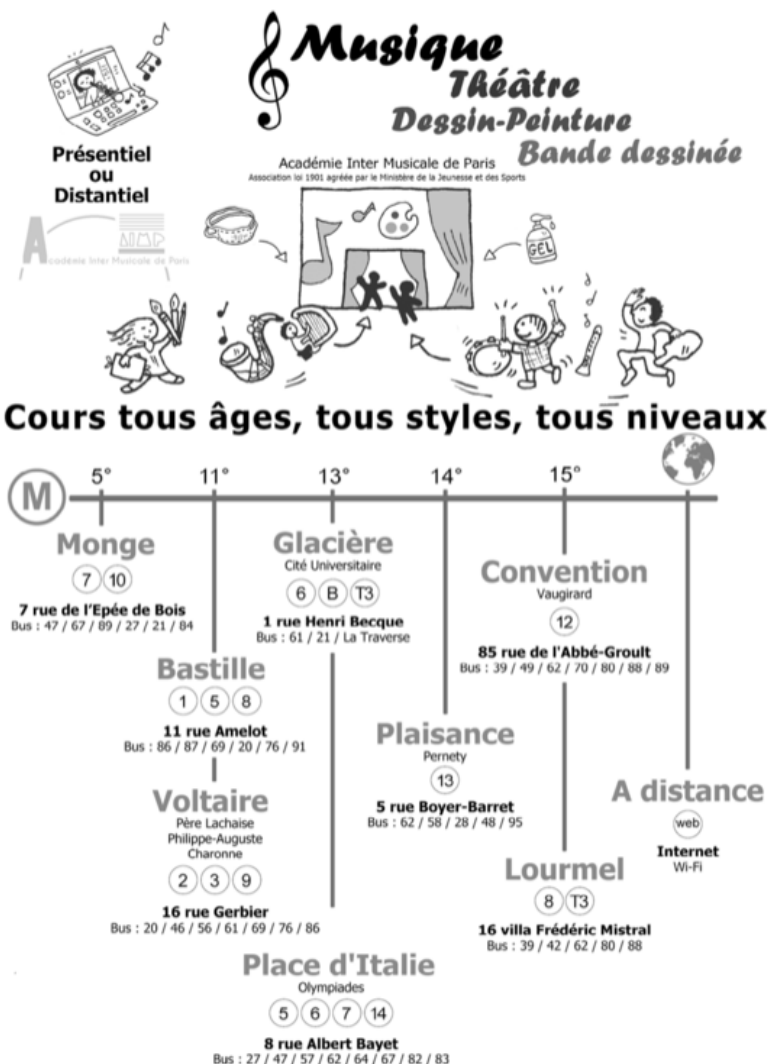 Musique
Théâtre
Dessin-Peinture
Bande dessinée
Présentiel
ou
Distantiel
Académie Inter Musicale de Paris
Association loi 1901 agréée par le Ministère de la Jeunesse et des Sports
AIMP
Académie Inter Musicale de Paris
GEL
Cours tous âges, tous styles, tous niveaux
M 5° 11° 13° 14° 15°
Monge
7 10
7 rue de l'Epée de Bois
Bus : 47 / 67 / 89 / 27 / 21 / 84
Glacière
Cité Universitaire
6 B T3
1 rue Henri Becque
Bus : 61 / 21 / La Traverse
Convention
Vaugirard
12
85 rue de l'Abbé-Groult
Bus : 39 / 49 / 62 / 70 / 80 / 88 / 89
Bastille
1 5 8
11 rue Amelot
Bus : 86 / 87 / 69 / 20 / 76 / 91
Plaisance
Pernety
13
5 rue Boyer-Barret
Bus : 62 / 58 / 28 / 48 / 95
Voltaire
Père Lachaise
Philippe-Auguste
Charonne
2 3 9
16 rue Gerbier
Bus : 20 / 46 / 56 / 61 / 69 / 76 / 86
A distance
web
Internet
Wi-Fi
Lourmel
8 T3
16 villa Frédéric Mistral
Bus : 39 / 42 / 62 / 80 / 88
Place d'Italie
Olympiades
5 6 7 14
8 rue Albert Bayet
Bus : 27 / 47 / 57 / 62 / 64 / 67 / 82 / 83